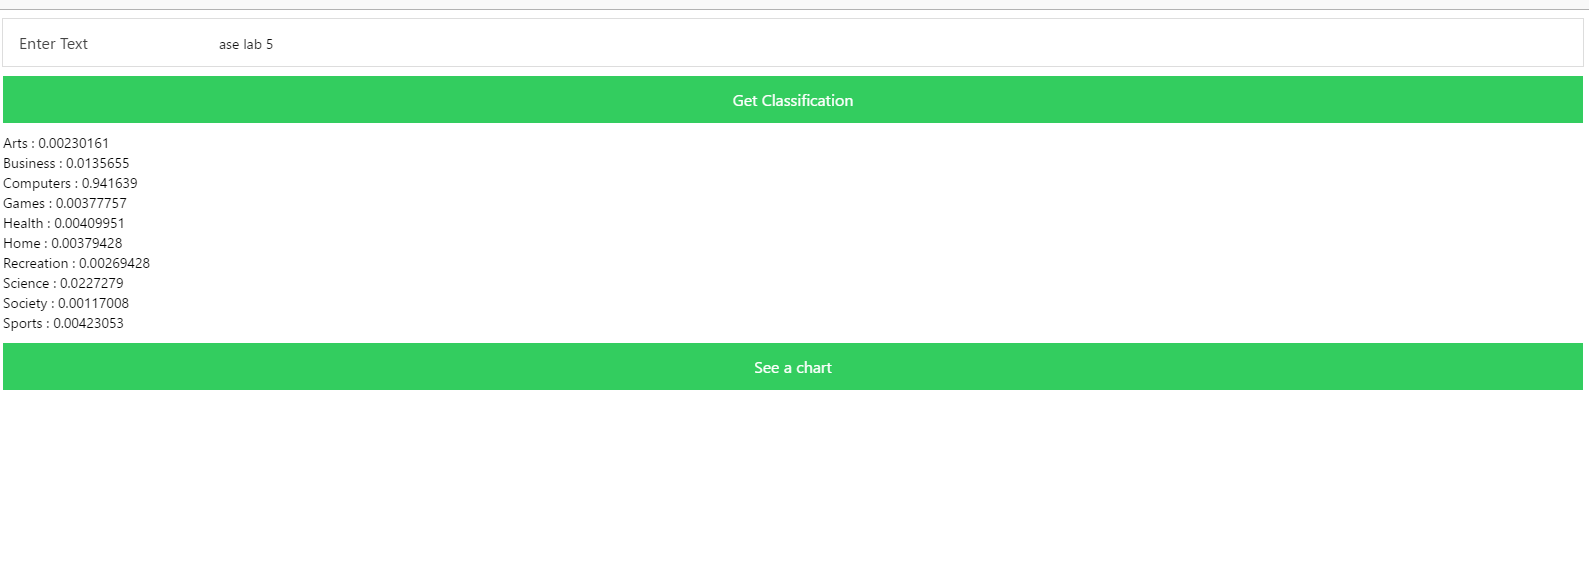 Enter Text ase lab 5
Get Classification
Arts : 0.00230161
Business : 0.0135655
Computers : 0.941639
Games : 0.00377757
Health : 0.00409951
Home : 0.00379428
Recreation : 0.00269428
Science : 0.0227279
Society : 0.00117008
Sports : 0.00423053
See a chart